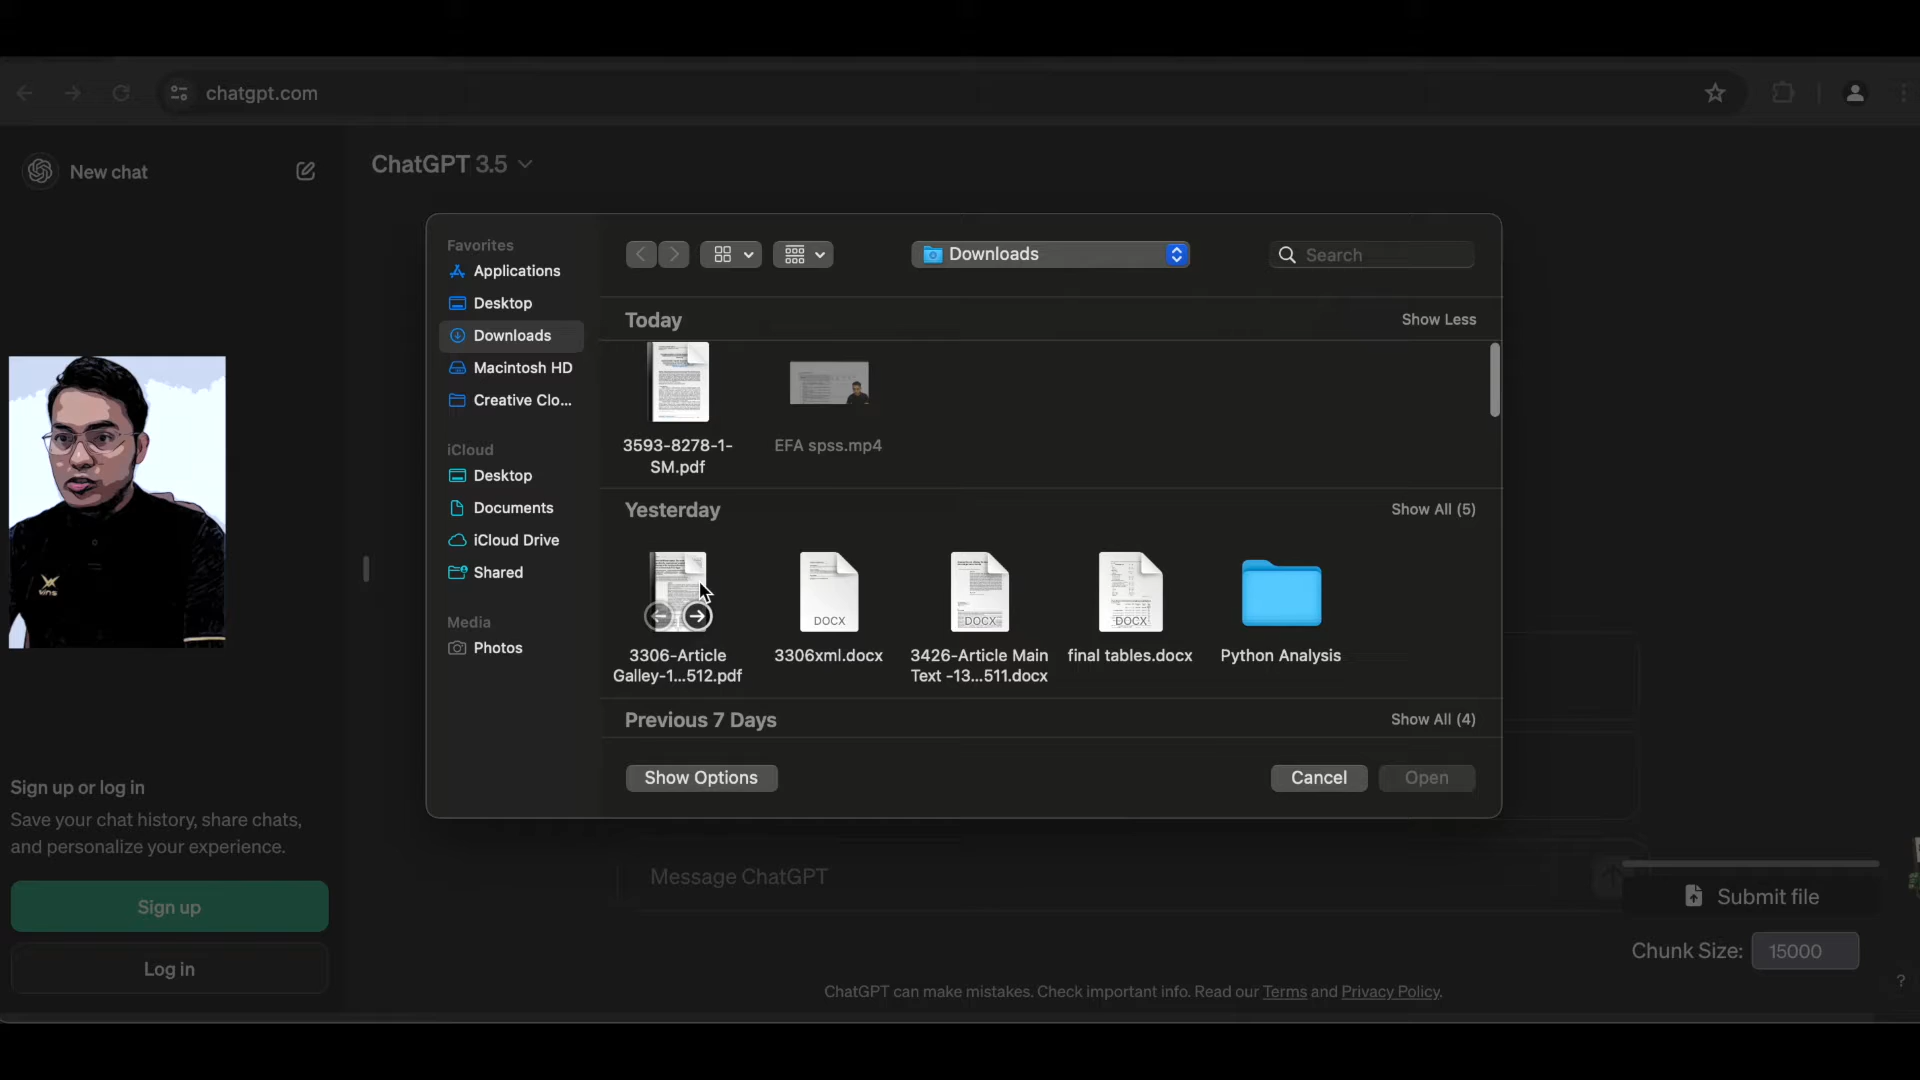 chatgpt.com
New chat
ChatGPT 3.5
Favorites
Applications
Desktop
Downloads
Macintosh HD
Creative Clo...
iCloud
Desktop
Documents
iCloud Drive
Shared
Media
Photos
Downloads
Search
Today
Show Less
3593-8278-1-
SM.pdf
EFA spss.mp4
Yesterday
Show All (5)
DOCX
DOCX
DOCX
3306-Article
Galley-1...512.pdf
3306xml.docx
3426-Article Main
Text -13...511.docx
final tables.docx
Python Analysis
Previous 7 Days
Show All (4)
Show Options
Cancel
Open
Sign up or log in
Save your chat history, share chats,
and personalize your experience.
Sign up
Log in
Message ChatGPT
Submit file
Chunk Size: 15000
ChatGPT can make mistakes. Check important info. Read our Terms and Privacy Policy.
?